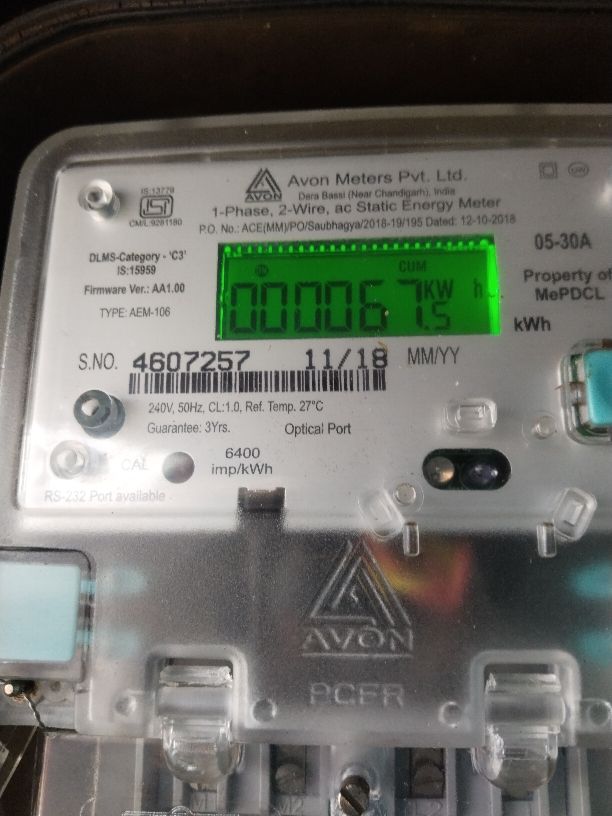 IS:13779
ISI
CM/L:9261180
AVON
Avon Meters Pvt. Ltd.
Dera Bassi (Near Chandigarh), India
1-Phase, 2-Wire, ac Static Energy Meter
P.O. No.: ACE(MM)/PO/Saubhagya/2018-19/195 Dated: 12-10-2018
DLMS-Category - 'C3'
IS:15959
Firmware Ver.: AA1.00
TYPE: AEM-106
CUM
000067.5 KW h
05-30A
Property of
MePDCL
kWh
S.NO. 4607257 11/18 MM/YY
240V, 50Hz, CL:1.0, Ref. Temp. 27°C
Guarantee: 3Yrs. Optical Port
CAL
6400
imp/kWh
RS-232 Port available
AVON